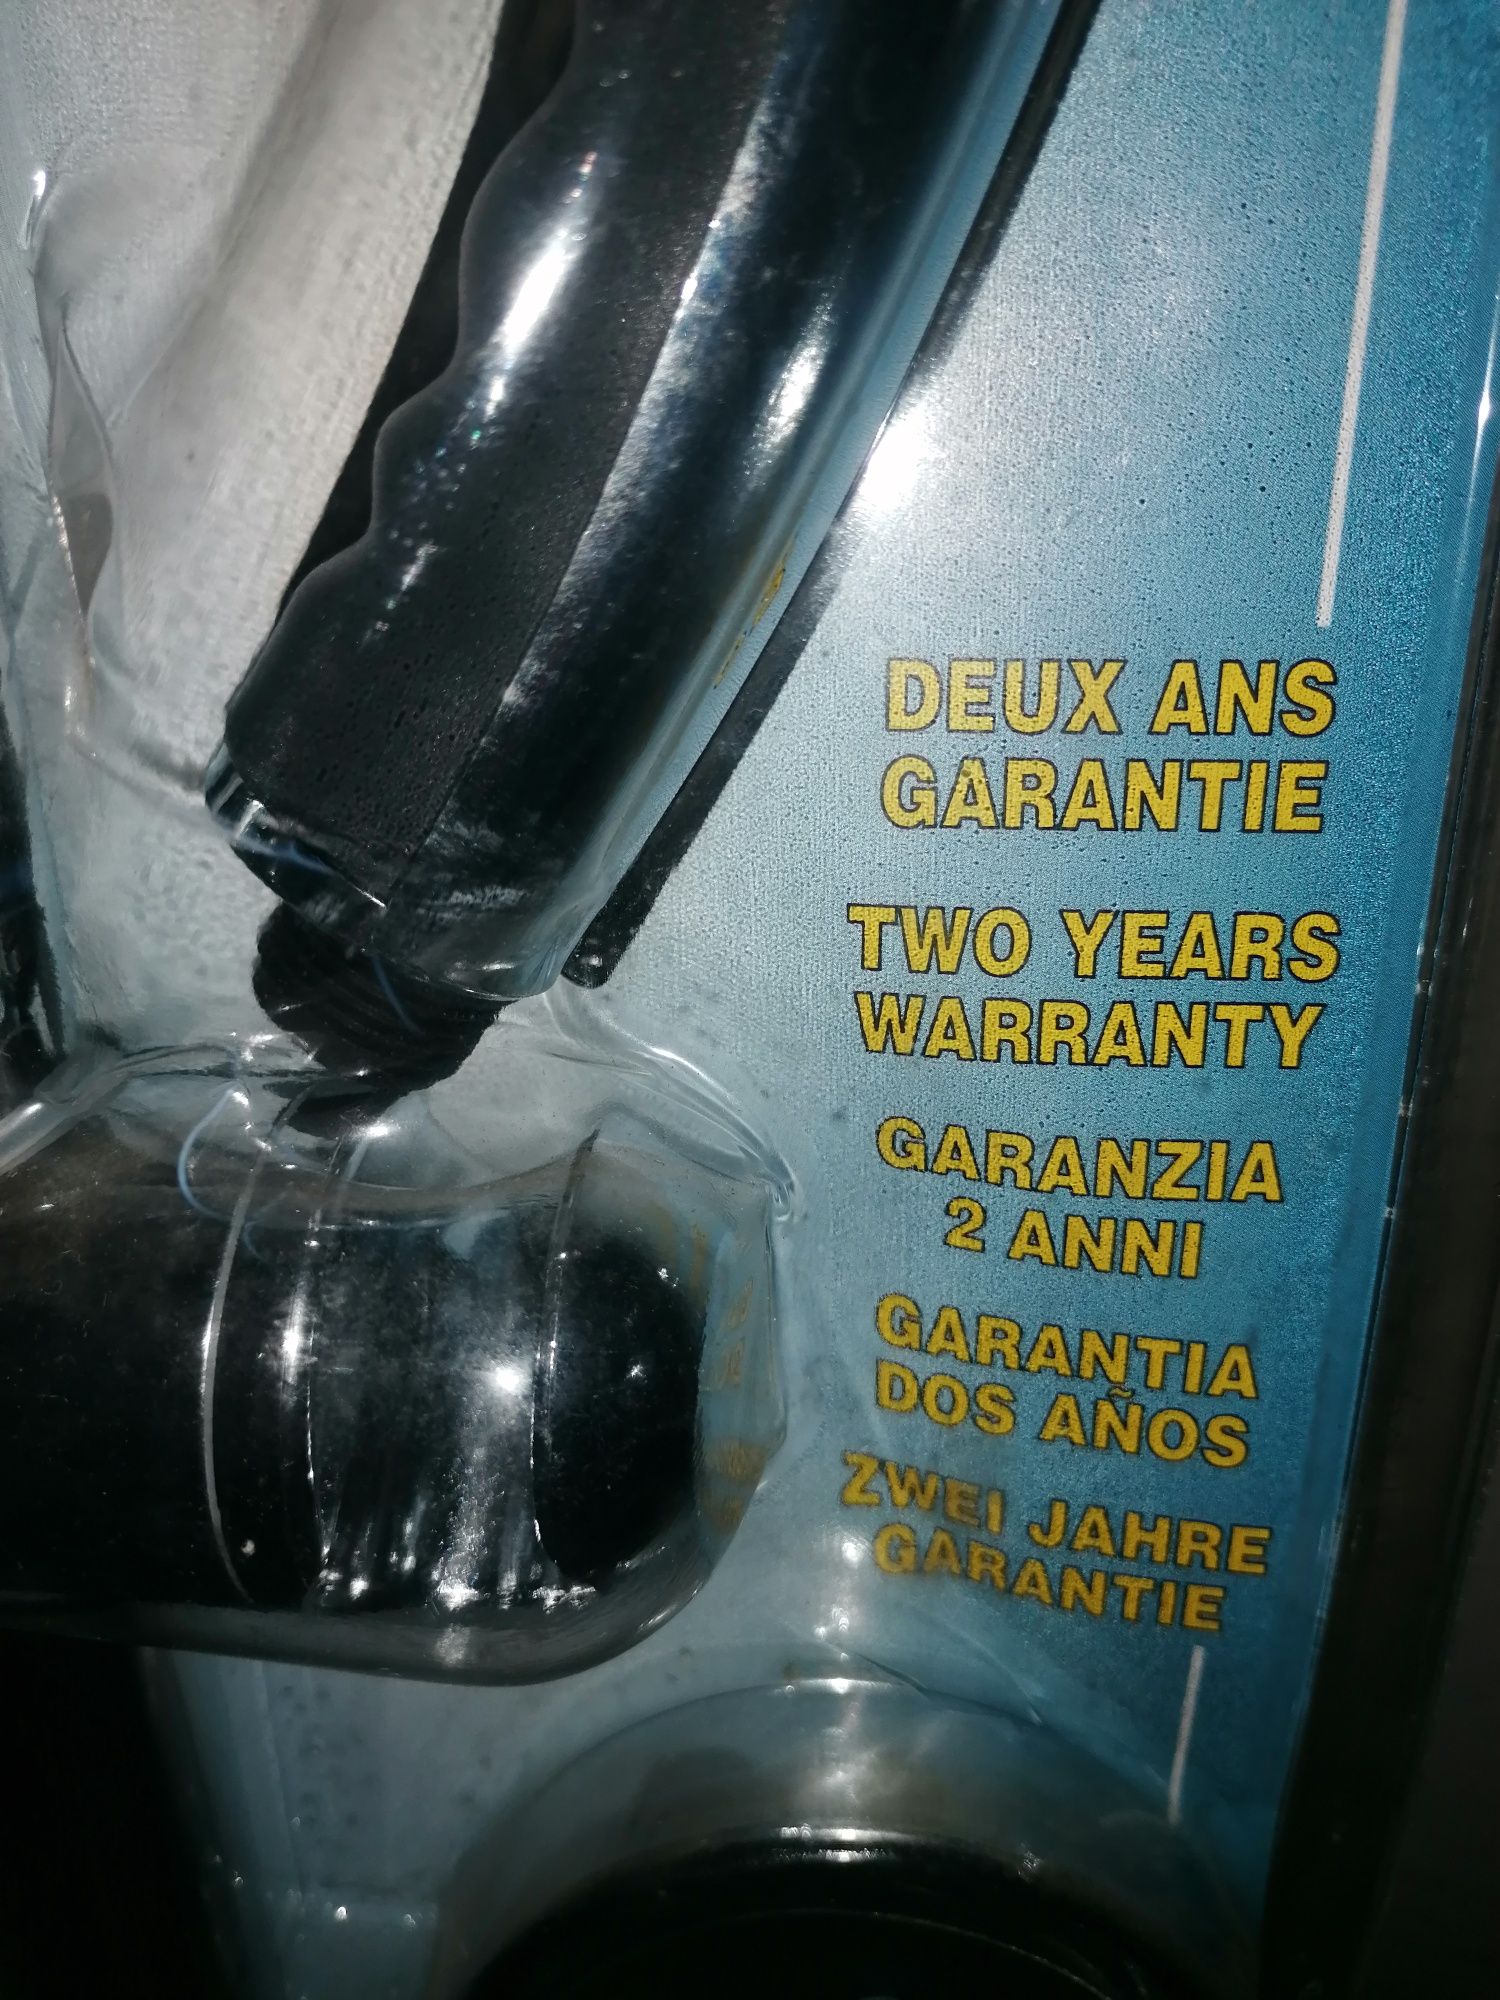 DEUX ANS
GARANTIE
TWO YEARS
WARRANTY
GARANZIA
2 ANNI
GARANTIA
DOS AÑOS
ZWEI JAHRE
GARANTIE